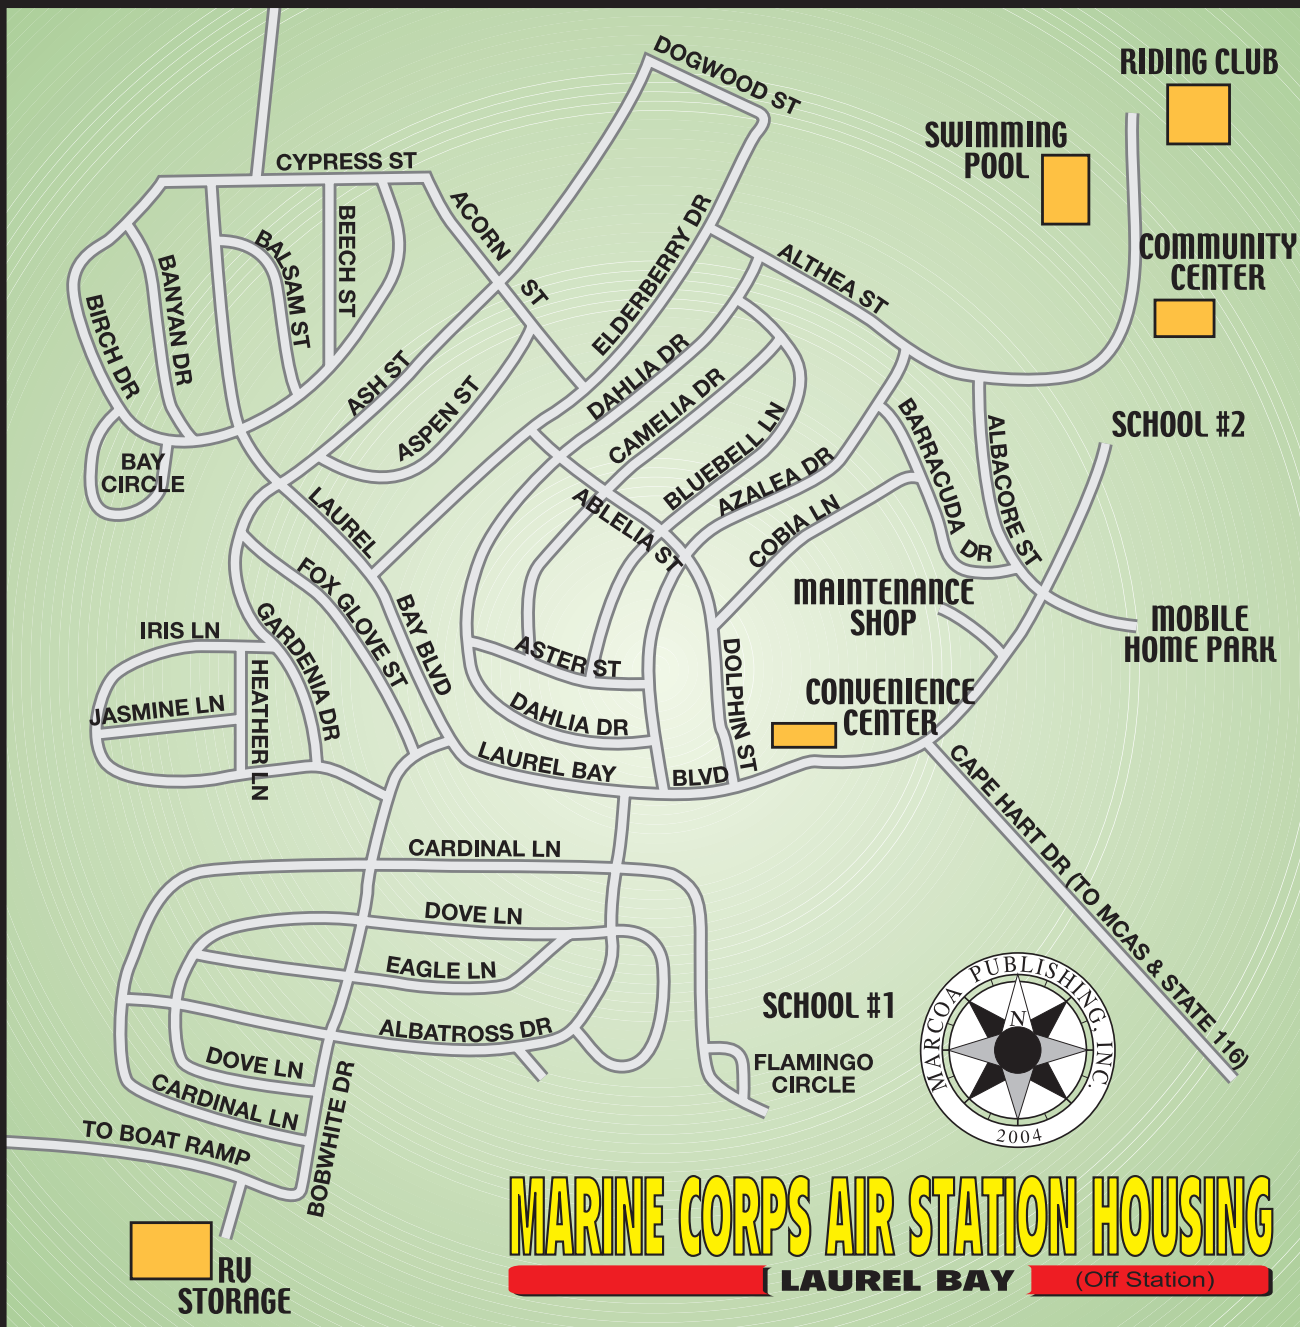 DOGWOOD ST
RIDING CLUB
SWIMMING
POOL
CYPRESS ST
ACORN ST
BEECH ST
BALSAM ST
BANYAN DR
BIRCH DR
ELDERBERRY DR
ALTHEA ST
COMMUNITY
CENTER
ASH ST
ASPEN ST
DAHLIA DR
CAMELIA DR
BLUEBELL LN
AZALEA DR
COBIA LN
BARRACUDA DR
ALBACORE ST
SCHOOL #2
BAY
CIRCLE
LAUREL BAY BLVD
ABLELIA ST
FOX GLOVE ST
GARDENIA DR
MAINTENANCE
SHOP
MOBILE
HOME PARK
IRIS LN
HEATHER LN
JASMINE LN
ASTER ST
DAHLIA DR
DOLPHIN ST
CONVENIENCE
CENTER
LAUREL BAY BLVD
CAPE HART DR (TO MCAS & STATE 116)
CARDINAL LN
DOVE LN
EAGLE LN
ALBATROSS DR
SCHOOL #1
FLAMINGO
CIRCLE
DOVE LN
CARDINAL LN
BOBWHITE DR
TO BOAT RAMP
RV
STORAGE
MARCOA PUBLISHING, INC.
N
2004
MARINE CORPS AIR STATION HOUSING
LAUREL BAY (Off Station)